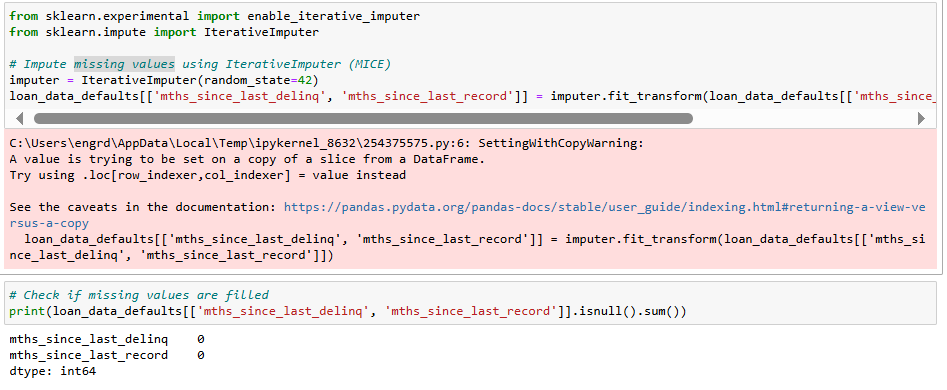 from sklearn.experimental import enable_iterative_imputer
from sklearn.impute import IterativeImputer
# Impute missing values using IterativeImputer (MICE)
imputer = IterativeImputer(random_state=42)
loan_data_defaults[['mths_since_last_delinq', 'mths_since_last_record']] = imputer.fit_transform(loan_data_defaults[['mths_since_
C:\Users\engrd\AppData\Local\Temp\ipykernel_8632\254375575.py:6: SettingWithCopyWarning:
A value is trying to be set on a copy of a slice from a DataFrame.
Try using .loc[row_indexer,col_indexer] = value instead
See the caveats in the documentation: https://pandas.pydata.org/pandas-docs/stable/user_guide/indexing.html#returning-a-view-ve
rsus-a-copy
  loan_data_defaults[['mths_since_last_delinq', 'mths_since_last_record']] = imputer.fit_transform(loan_data_defaults[['mths_si
nce_last_delinq', 'mths_since_last_record']])
# Check if missing values are filled
print(loan_data_defaults[['mths_since_last_delinq', 'mths_since_last_record']].isnull().sum())
mths_since_last_delinq    0
mths_since_last_record    0
dtype: int64